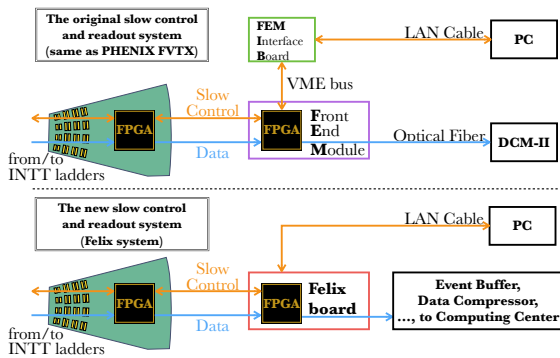 The original slow control
and readout system
(same as PHENIX FVTX)
FEM
Interface
Board
LAN Cable
PC
VME bus
Slow
Control
FPGA
FPGA
Front
End
Module
Data
Optical Fiber
DCM-II
from/to
INTT ladders
The new slow control
and readout system
(Felix system)
LAN Cable
PC
Slow
Control
FPGA
FPGA
Felix
board
Event Buffer,
Data Compressor,
..., to Computing Center
Data
from/to
INTT ladders